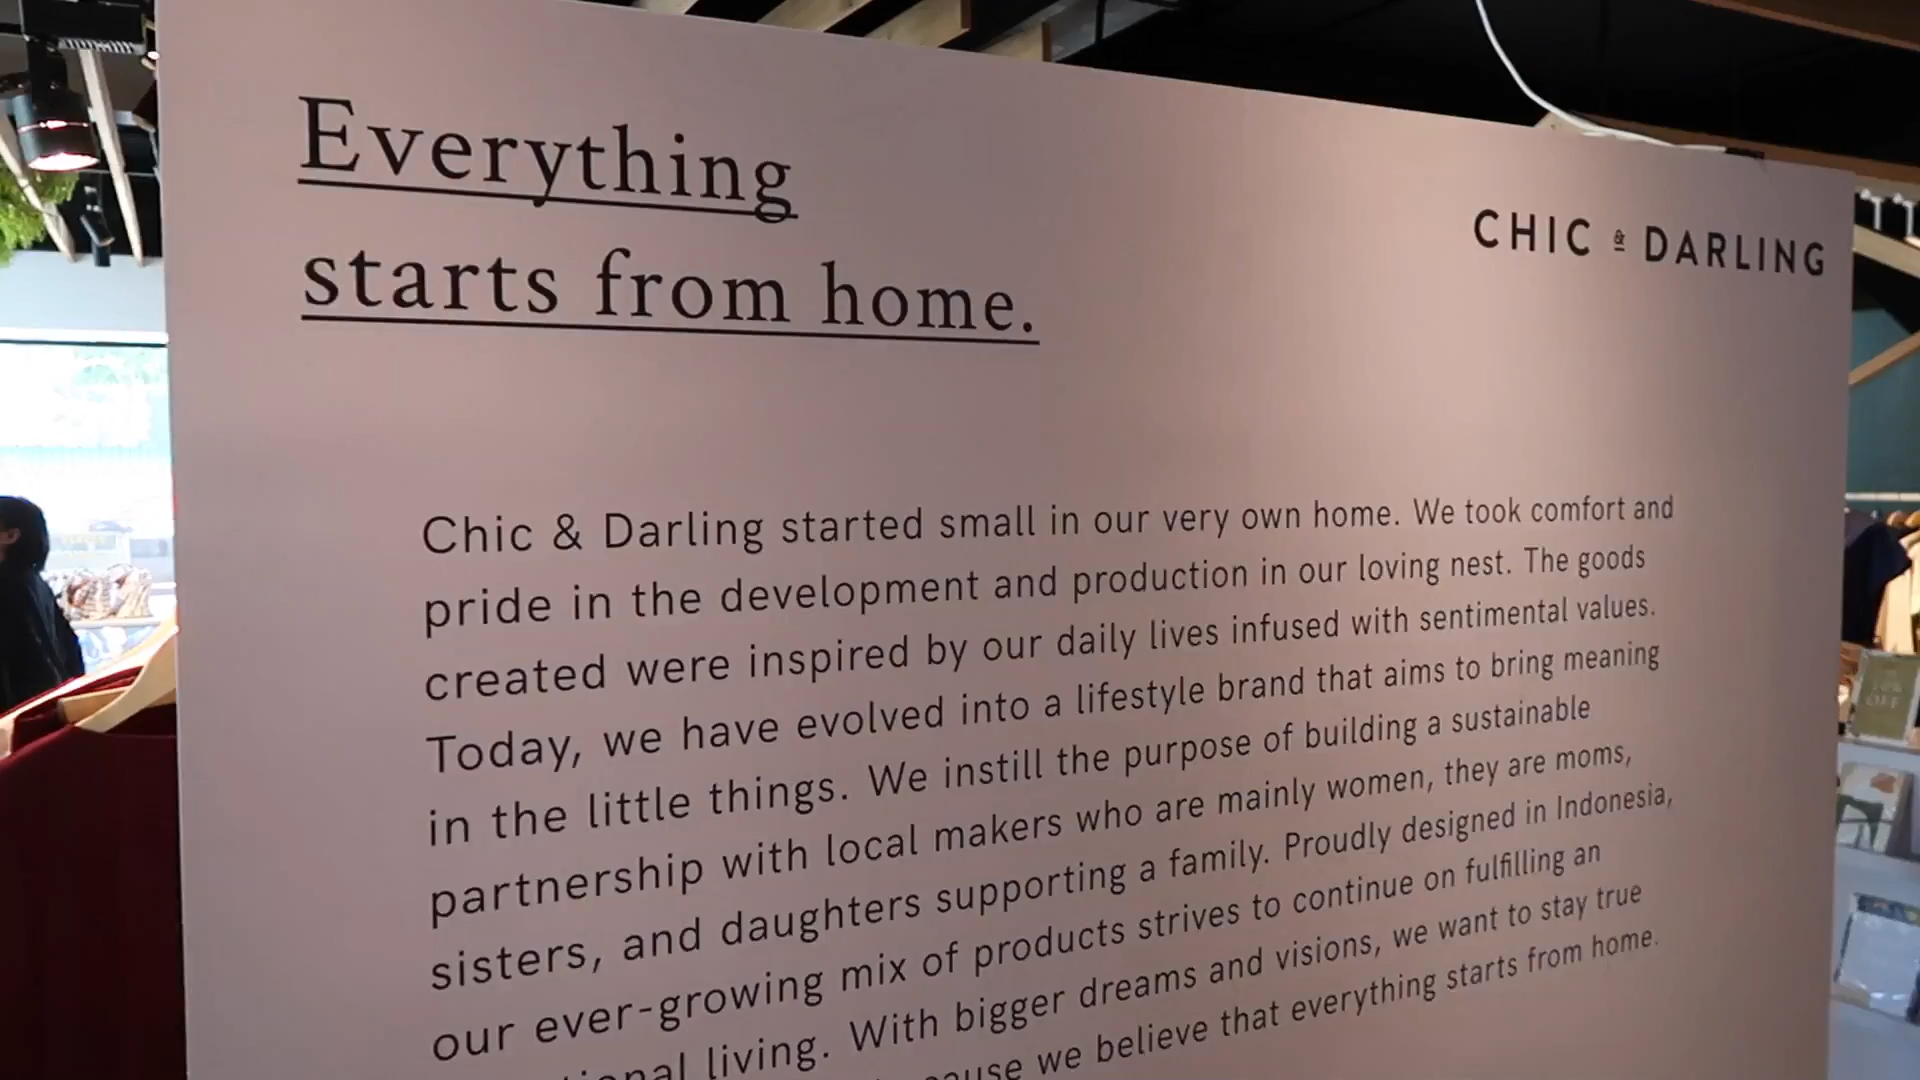 Everything
starts from home.
CHIC & DARLING
Chic & Darling started small in our very own home. We took comfort and
pride in the development and production in our loving nest. The goods
created were inspired by our daily lives infused with sentimental values.
Today, we have evolved into a lifestyle brand that aims to bring meaning
in the little things. We instill the purpose of building a sustainable
partnership with local makers who are mainly women, they are moms,
sisters, and daughters supporting a family. Proudly designed in Indonesia,
our ever-growing mix of products strives to continue on fulfilling an
living. With bigger dreams and visions, we want to stay true
we believe that everything starts from home.